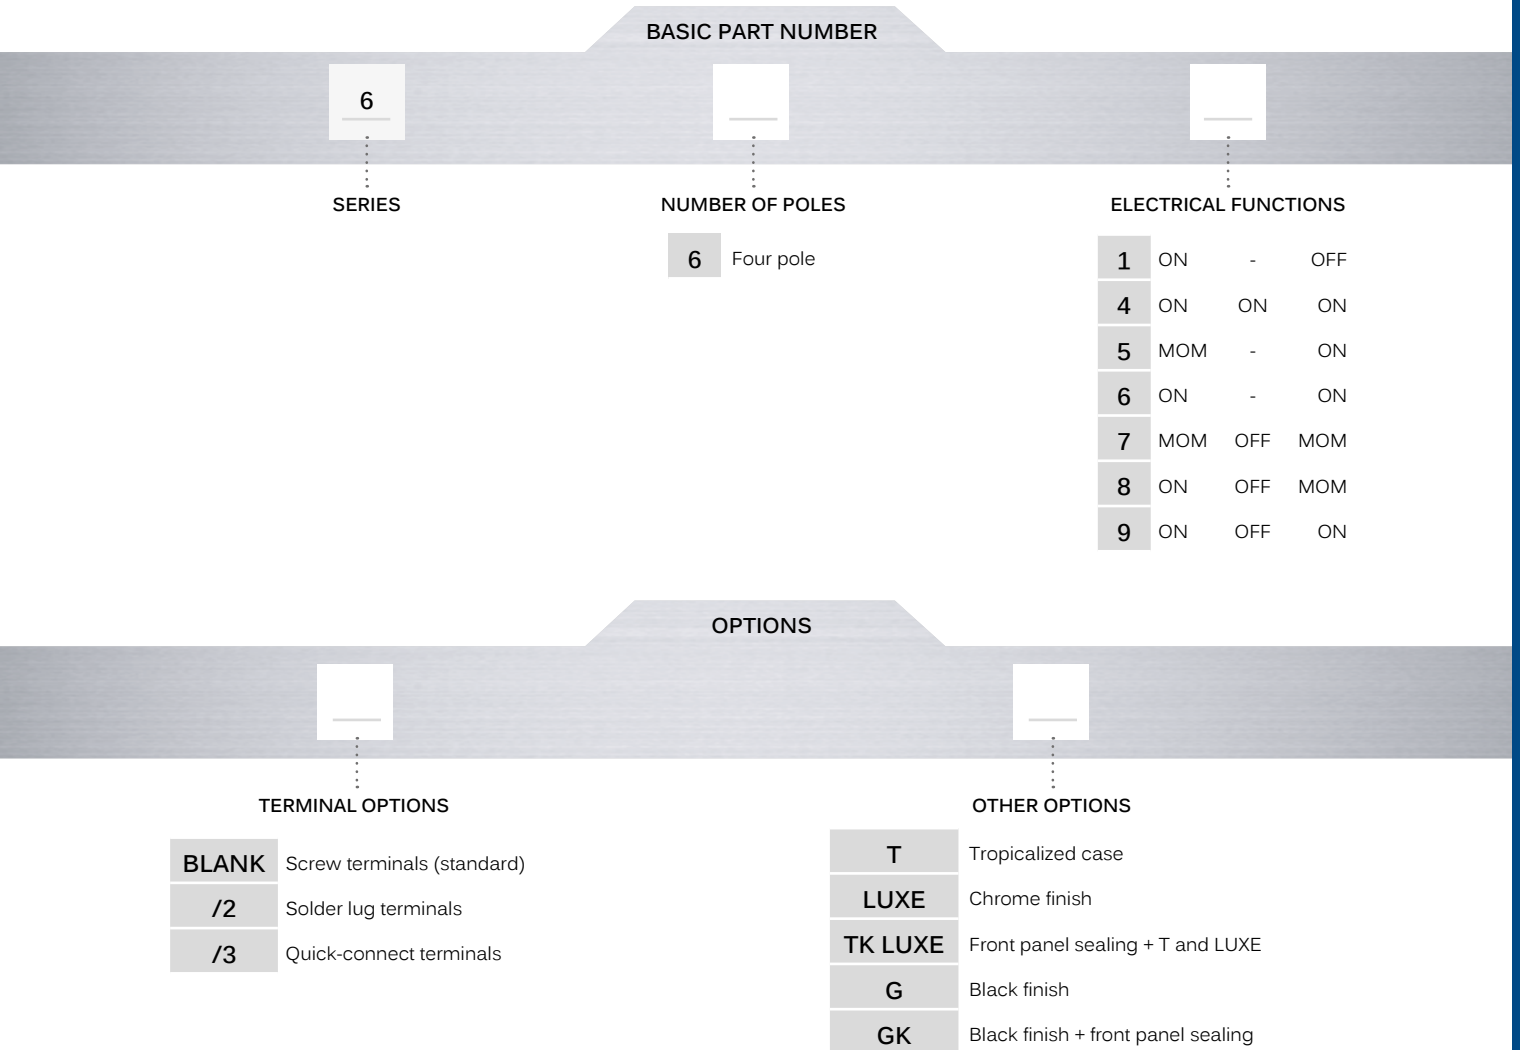 BASIC PART NUMBER
6
SERIES
NUMBER OF POLES
ELECTRICAL FUNCTIONS
6 Four pole
1 ON - OFF
4 ON ON ON
5 MOM - ON
6 ON - ON
7 MOM OFF MOM
8 ON OFF MOM
9 ON OFF ON
OPTIONS
TERMINAL OPTIONS
BLANK Screw terminals (standard)
/2 Solder lug terminals
/3 Quick-connect terminals
OTHER OPTIONS
T Tropicalized case
LUXE Chrome finish
TK LUXE Front panel sealing + T and LUXE
G Black finish
GK Black finish + front panel sealing